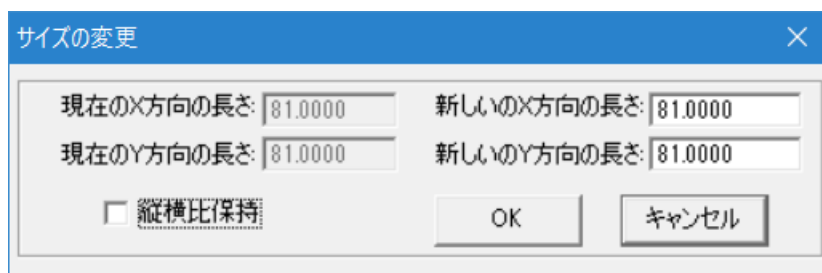 サイズの変更
現在のX方向の長さ: 81.0000 新しいのX方向の長さ: 81.0000
現在のY方向の長さ: 81.0000 新しいのY方向の長さ: 81.0000
縦横比保持 OK キャンセル